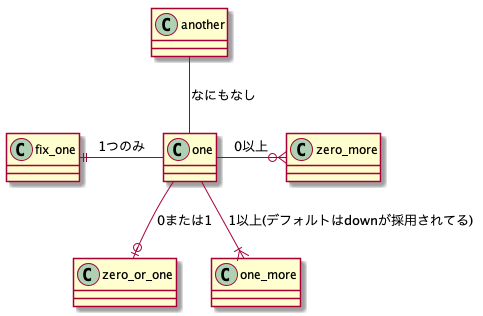 C another
なにもなし
C fix_one
1つのみ
C one
0以上
C zero_more
0または1
1以上(デフォルトはdownが採用されてる)
C zero_or_one
C one_more